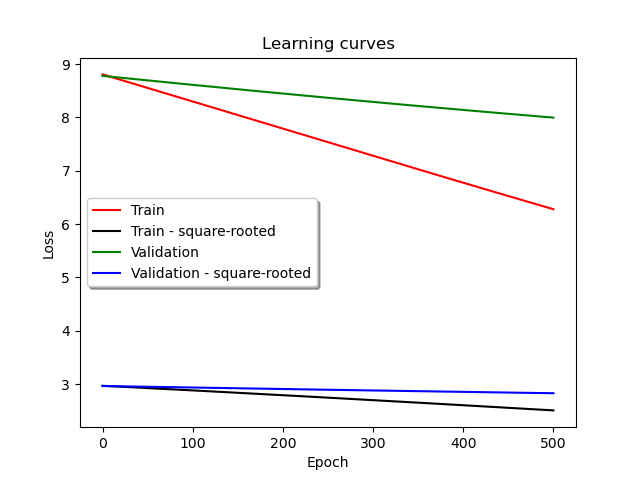 Learning curves
9
8
7
6
5
4
3
Loss
Train
Train - square-rooted
Validation
Validation - square-rooted
0 100 200 300 400 500
Epoch